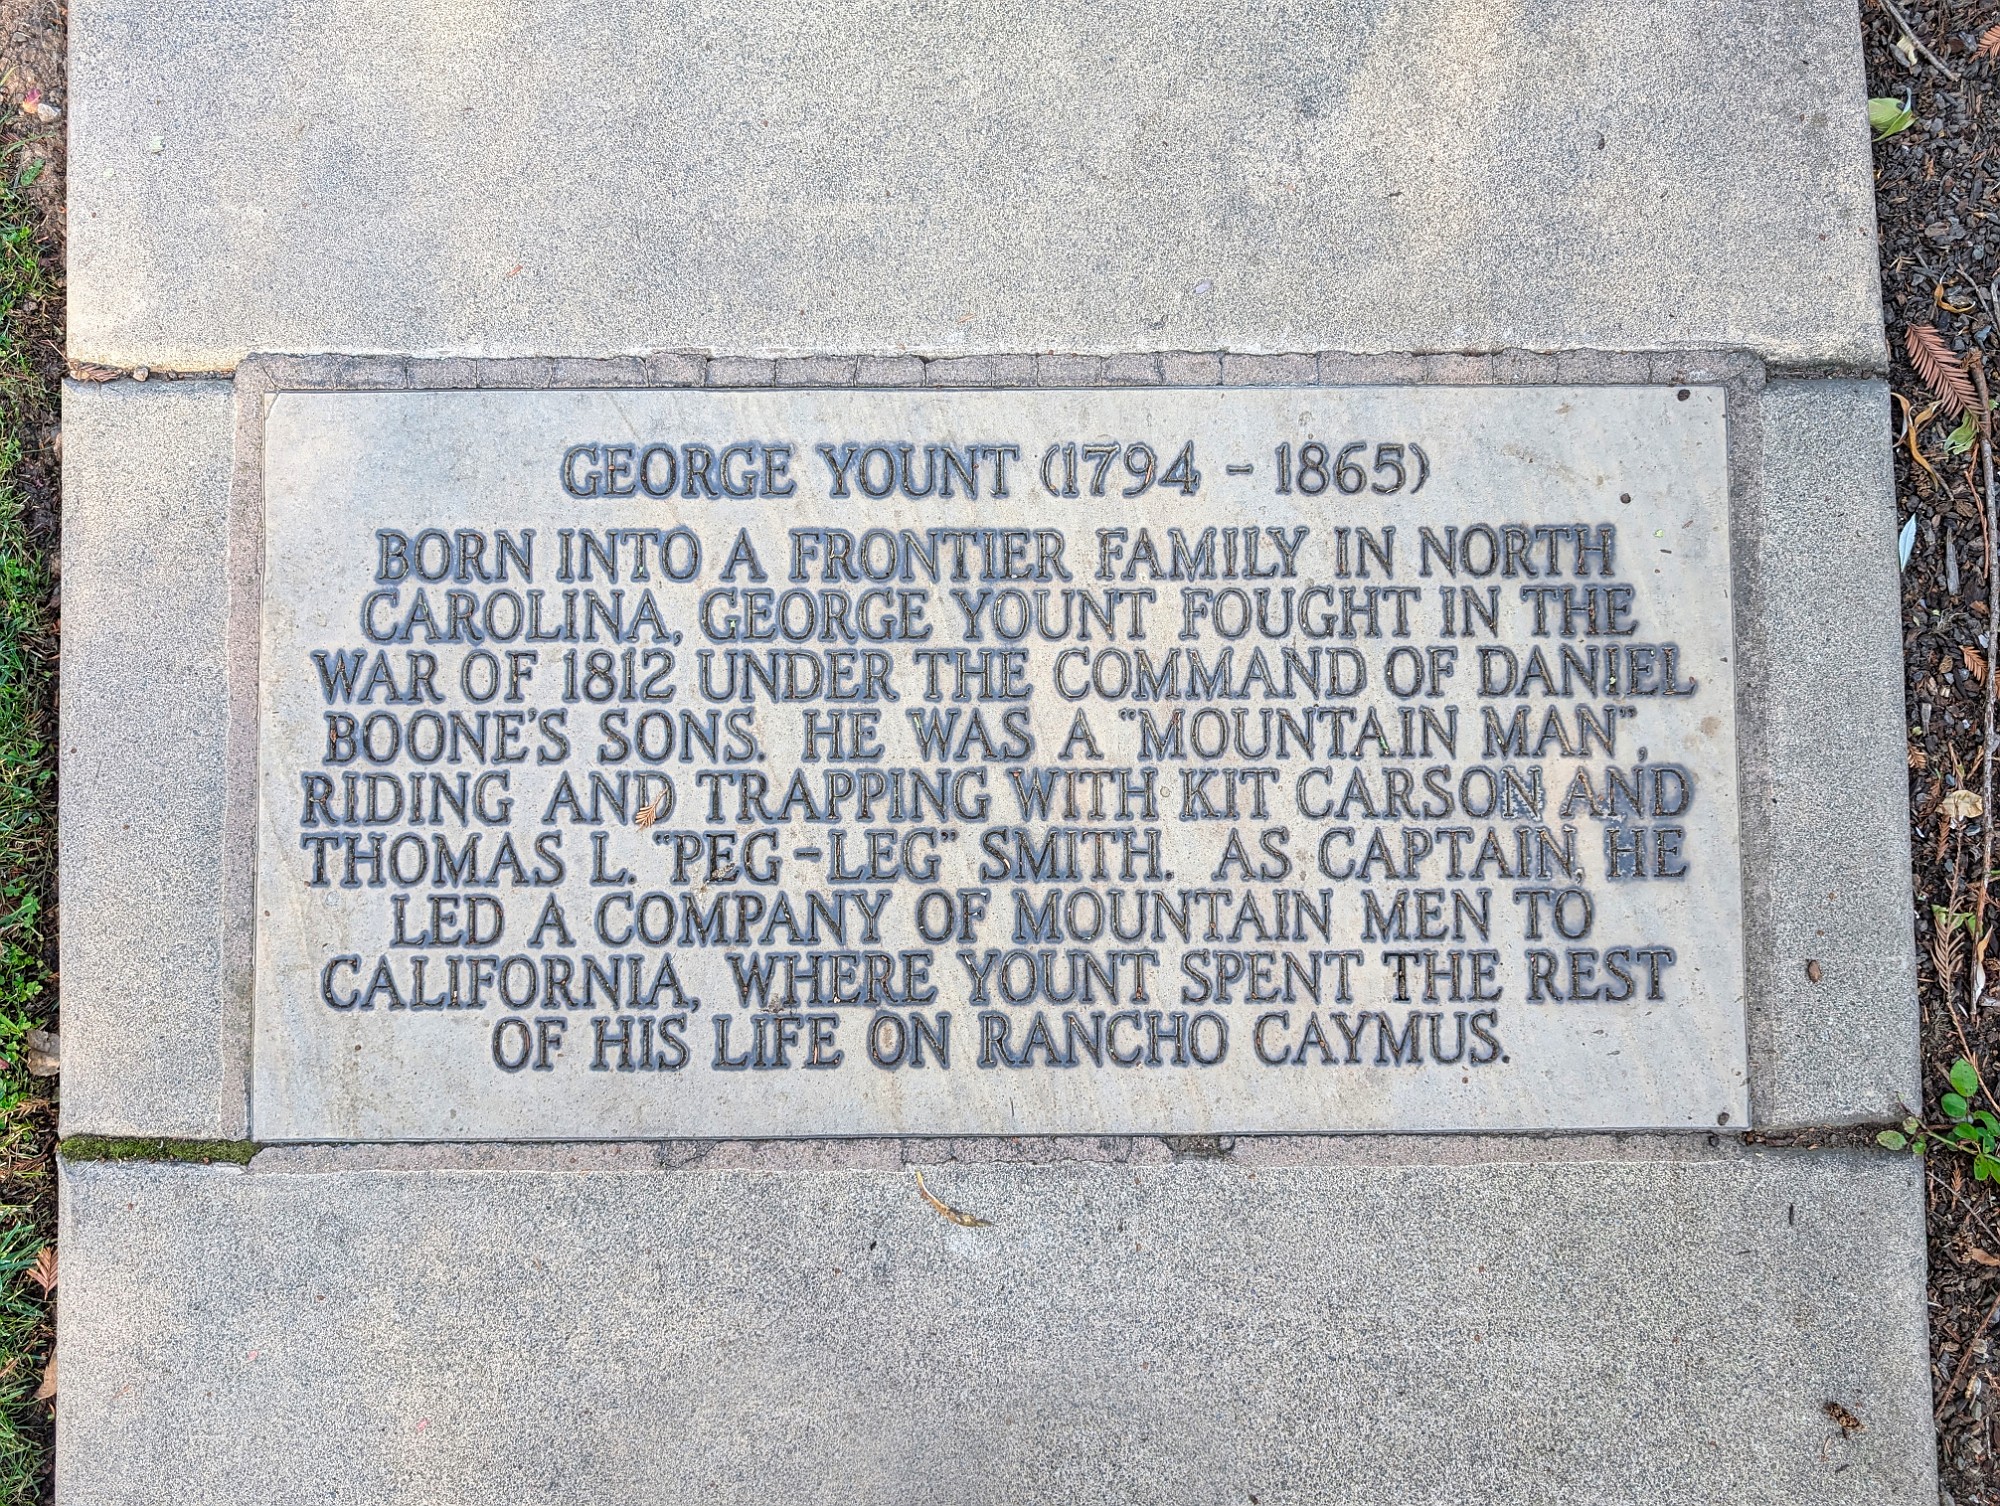 GEORGE YOUNT (1794 - 1865)
BORN INTO A FRONTIER FAMILY IN NORTH
CAROLINA, GEORGE YOUNT FOUGHT IN THE
WAR OF 1812 UNDER THE COMMAND OF DANIEL
BOONE'S SONS. HE WAS A "MOUNTAIN MAN",
RIDING AND TRAPPING WITH KIT CARSON AND
THOMAS L. "PEG-LEG" SMITH. AS CAPTAIN, HE
LED A COMPANY OF MOUNTAIN MEN TO
CALIFORNIA, WHERE YOUNT SPENT THE REST
OF HIS LIFE ON RANCHO CAYMUS.